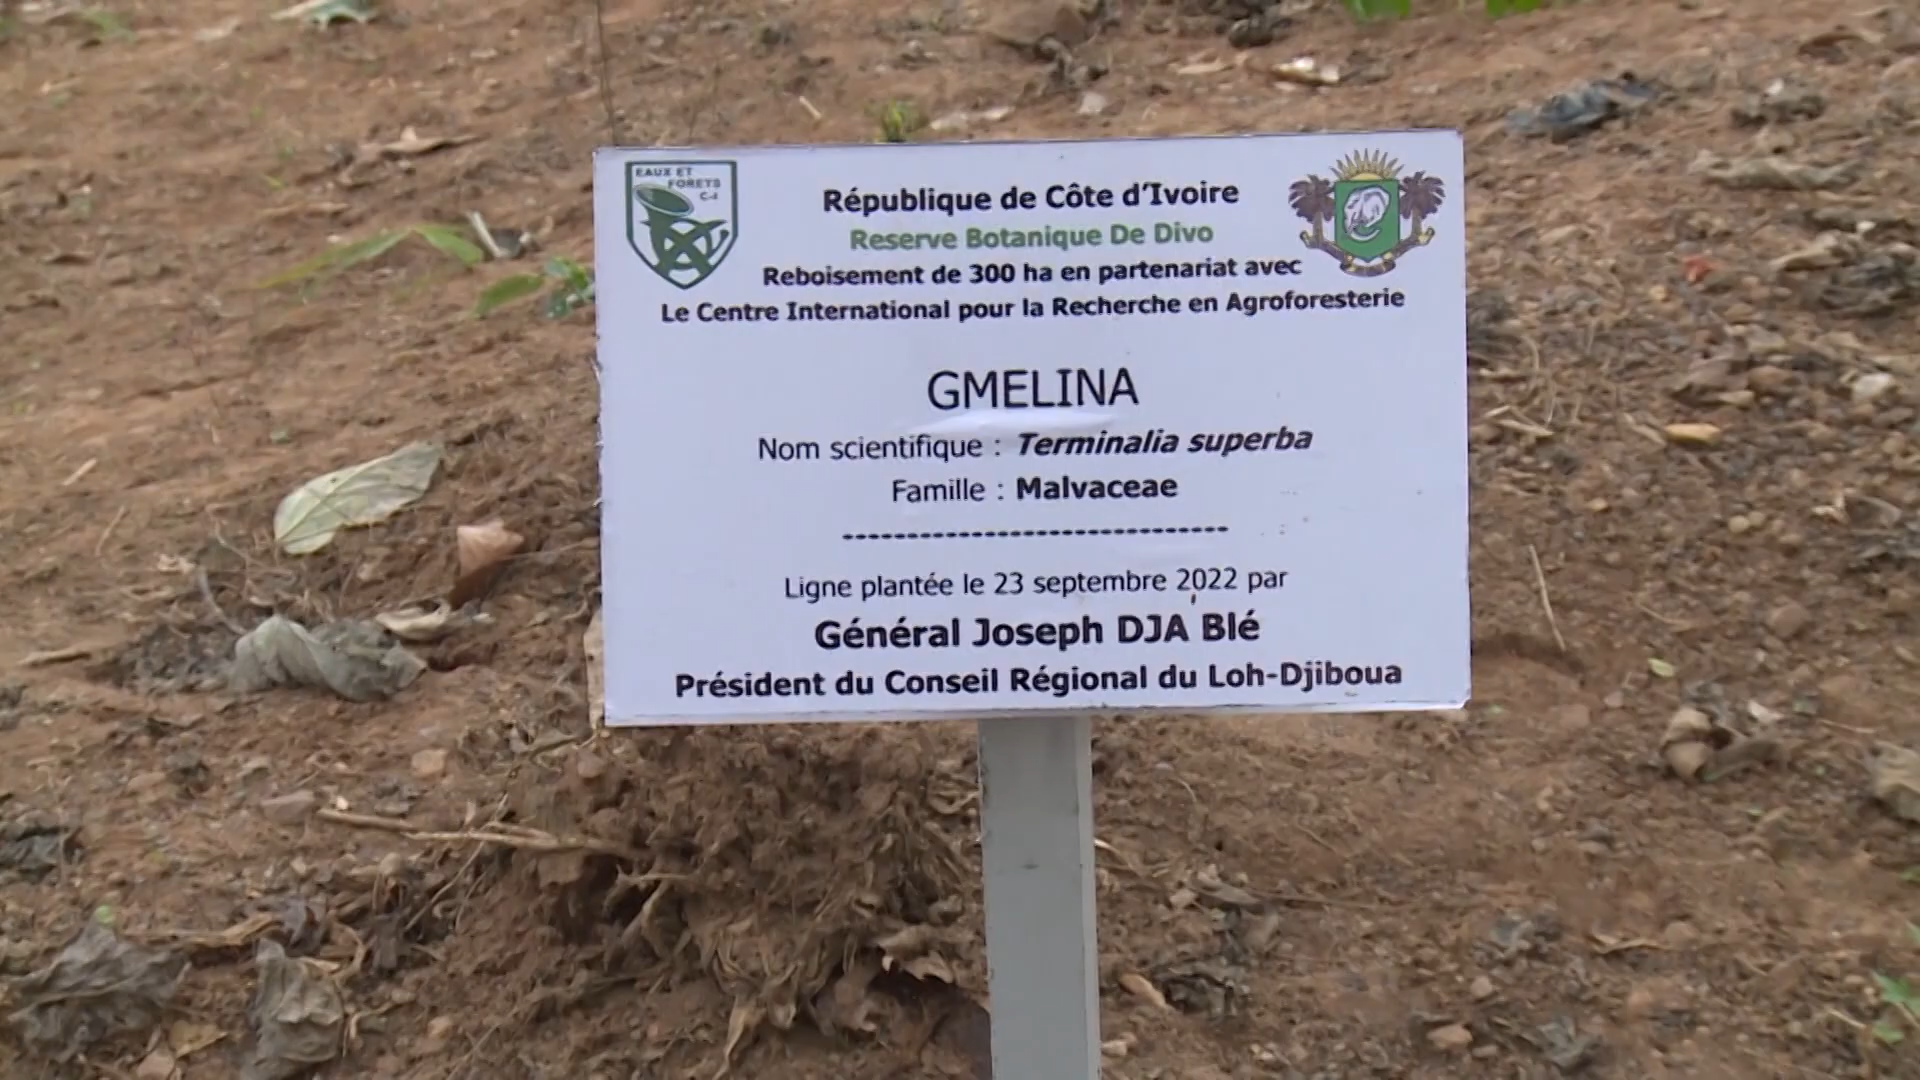 EAUX ET
FORETS
C-I
République de Côte d'Ivoire
Reserve Botanique De Divo
Reboisement de 300 ha en partenariat avec
Le Centre International pour la Recherche en Agroforesterie
GMELINA
Nom scientifique : Terminalia superba
Famille : Malvaceae
------------------------------
Ligne plantée le 23 septembre 2022 par
Général Joseph DJA Blé
Président du Conseil Régional du Loh-Djiboua